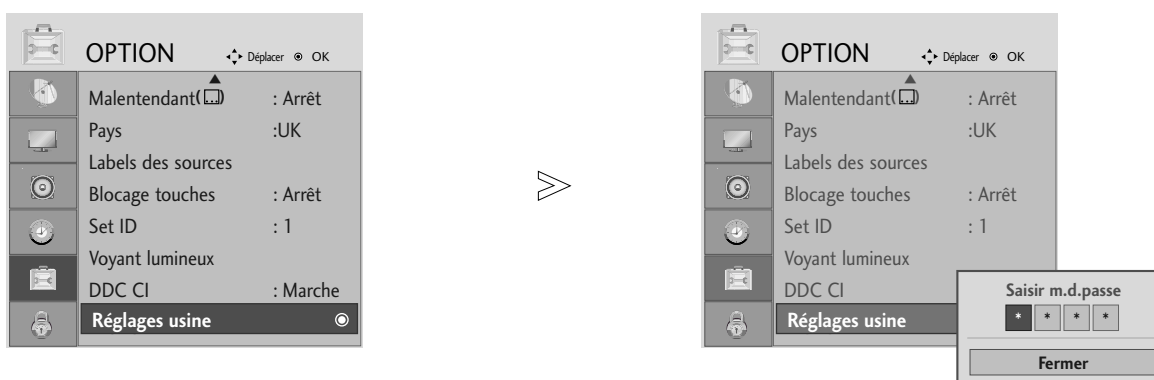 OPTION Déplacer OK
Malentendant( ) : Arrêt
Pays :UK
Labels des sources
Blocage touches : Arrêt
Set ID : 1
Voyant lumineux
DDC CI : Marche
Réglages usine
OPTION Déplacer OK
Malentendant( ) : Arrêt
Pays :UK
Labels des sources
Blocage touches : Arrêt
Set ID : 1
Voyant lumineux
DDC CI
Réglages usine
Saisir m.d.passe
* * * *
Fermer